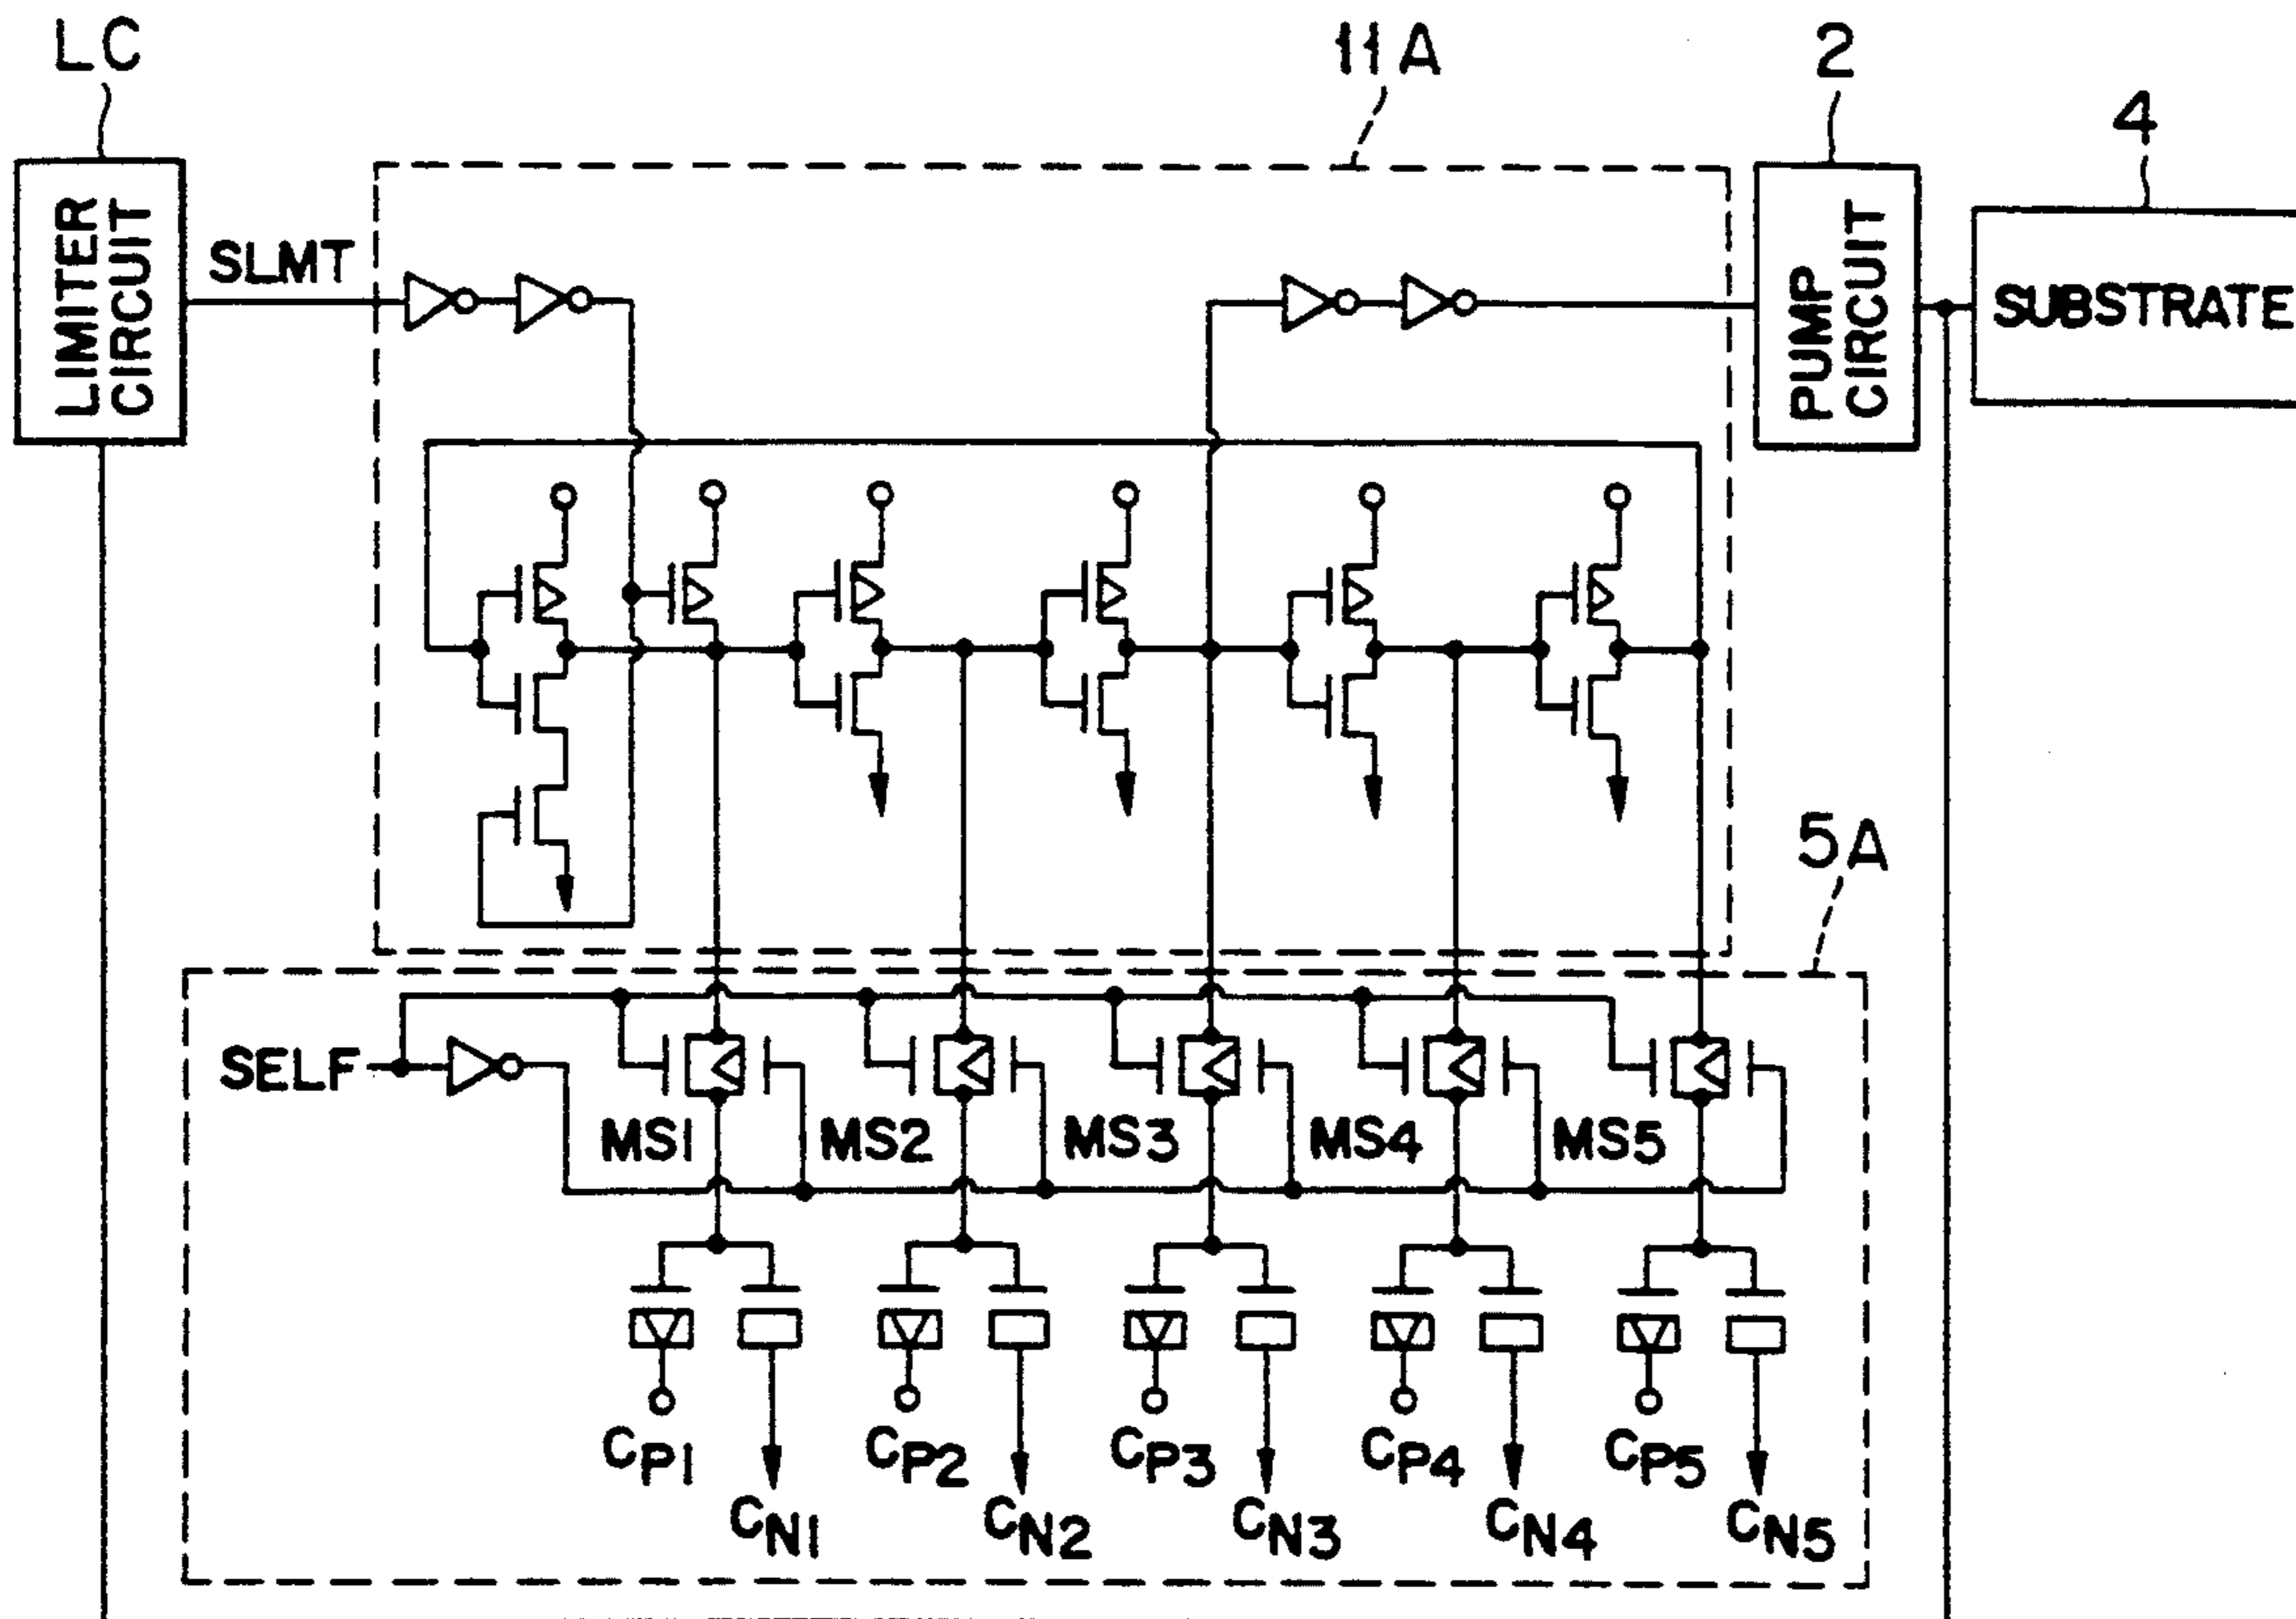 LC
11A
2
4
LIMITER
CIRCUIT
SLMT
PUMP
CIRCUIT
SUBSTRATE
5A
SELF
MS1
MS2
MS3
MS4
MS5
CP1
CP2
CP3
CP4
CP5
CN1
CN2
CN3
CN4
CN5